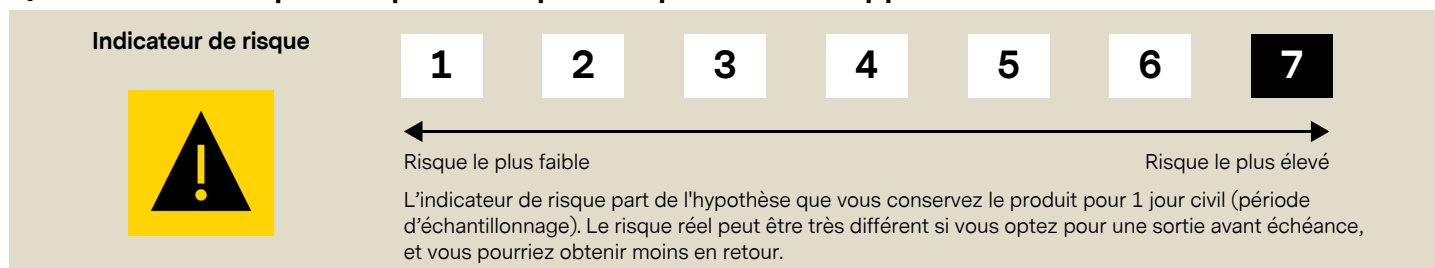 Indicateur de risque
1 2 3 4 5 6 7
Risque le plus faible Risque le plus élevé
L’indicateur de risque part de l'hypothèse que vous conservez le produit pour 1 jour civil (période
d’échantillonnage). Le risque réel peut être très différent si vous optez pour une sortie avant échéance,
et vous pourriez obtenir moins en retour.